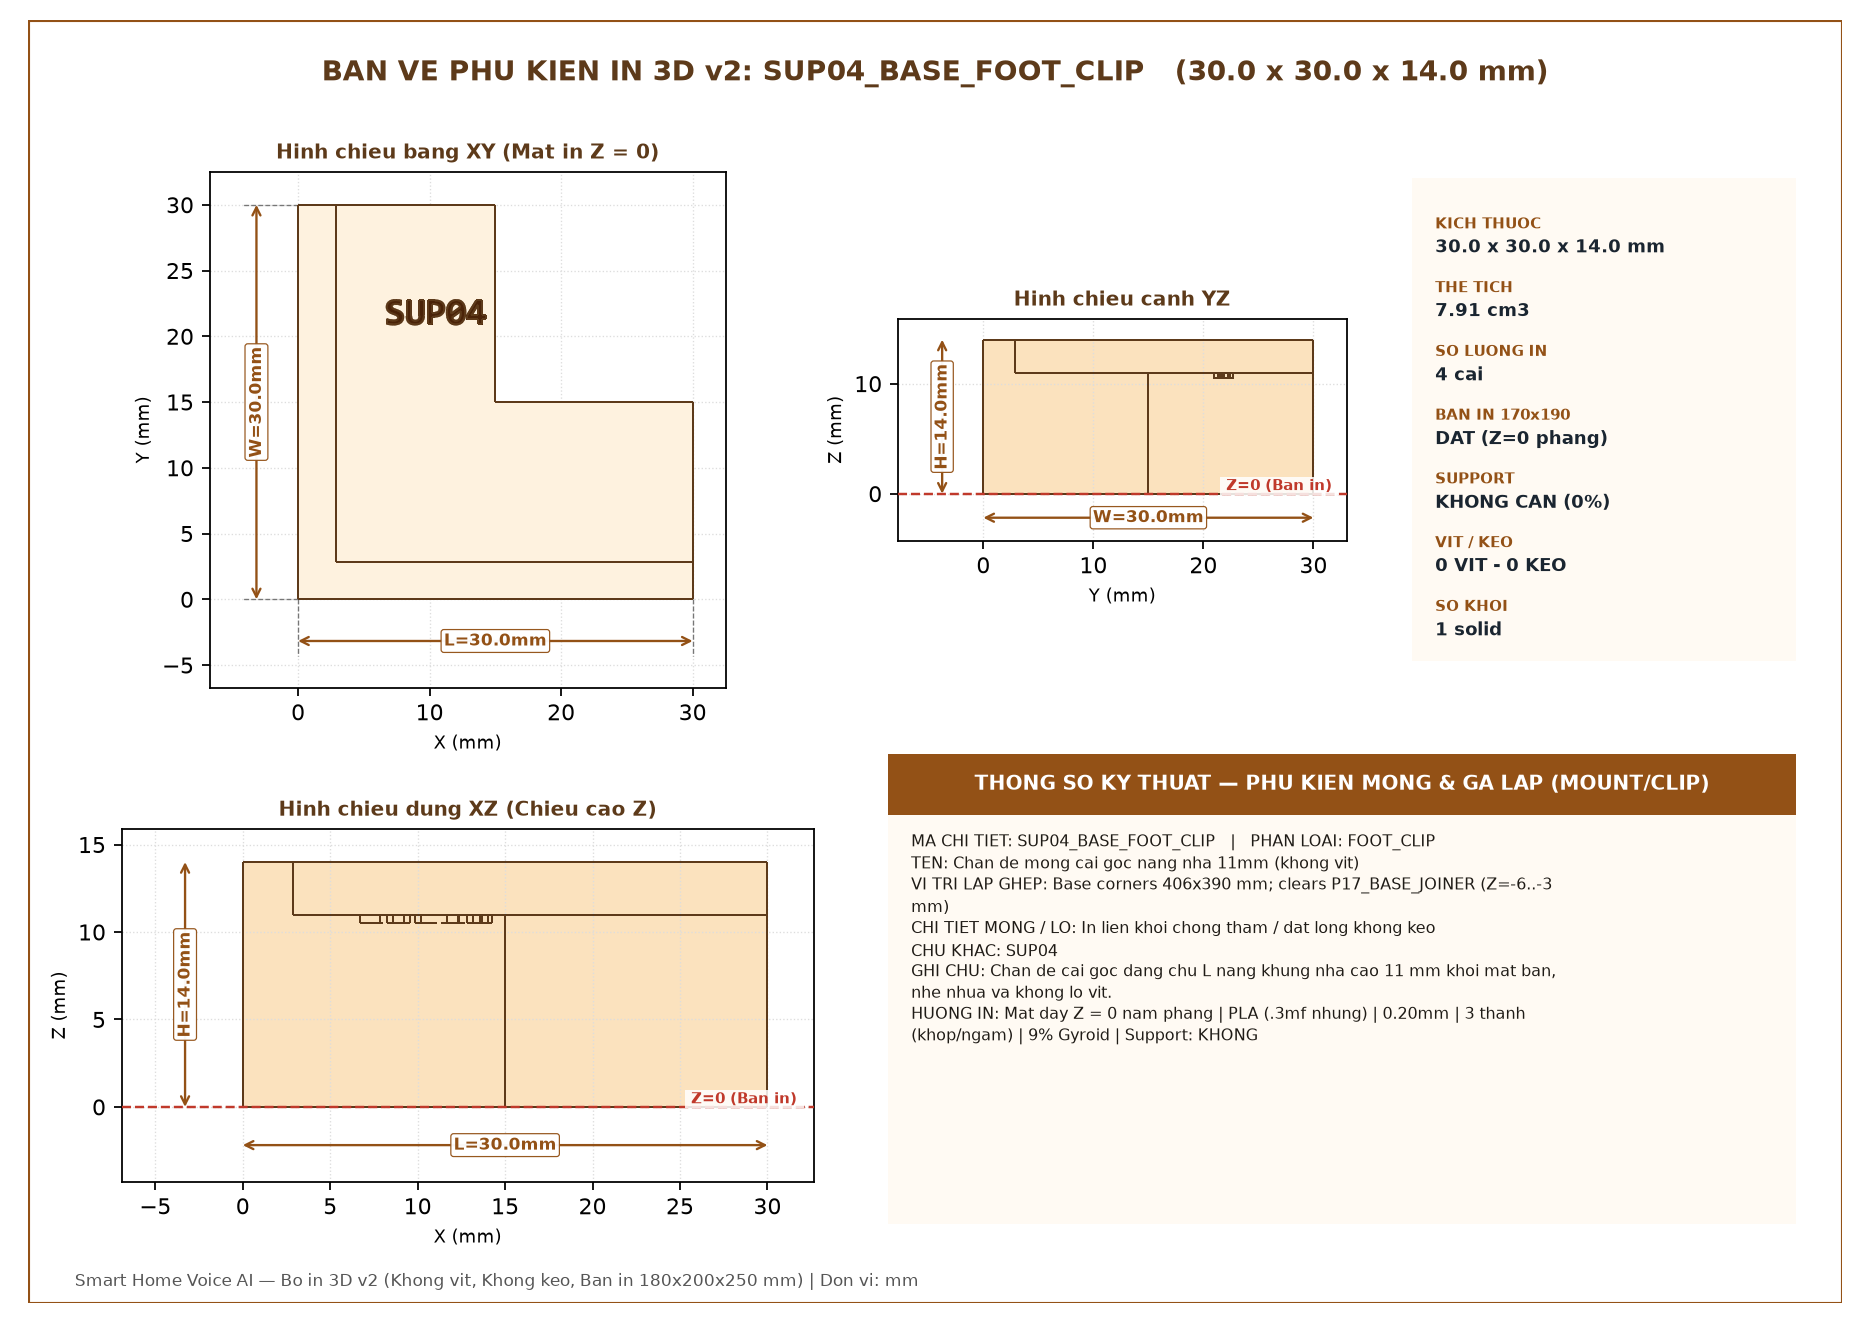 BAN VE PHU KIEN IN 3D v2: SUP04_BASE_FOOT_CLIP (30.0 x 30.0 x 14.0 mm)
Hinh chieu bang XY (Mat in Z = 0)
30
25
20
15
10
5
0
−5
Y (mm)
W=30.0mm
SUP04
L=30.0mm
0
10
20
30
X (mm)
Hinh chieu canh YZ
10
0
Z (mm)
H=14.0mm
Z=0 (Ban in)
W=30.0mm
0
10
20
30
Y (mm)
KICH THUOC
30.0 x 30.0 x 14.0 mm
THE TICH
7.91 cm3
SO LUONG IN
4 cai
BAN IN 170x190
DAT (Z=0 phang)
SUPPORT
KHONG CAN (0%)
VIT / KEO
0 VIT - 0 KEO
SO KHOI
1 solid
Hinh chieu dung XZ (Chieu cao Z)
15
10
5
0
Z (mm)
H=14.0mm
Z=0 (Ban in)
L=30.0mm
−5
0
5
10
15
20
25
30
X (mm)
THONG SO KY THUAT — PHU KIEN MONG & GA LAP (MOUNT/CLIP)
MA CHI TIET: SUP04_BASE_FOOT_CLIP | PHAN LOAI: FOOT_CLIP
TEN: Chan de mong cai goc nang nha 11mm (khong vit)
VI TRI LAP GHEP: Base corners 406x390 mm; clears P17_BASE_JOINER (Z=-6..-3
mm)
CHI TIET MONG / LO: In lien khoi chong tham / dat long khong keo
CHU KHAC: SUP04
GHI CHU: Chan de cai goc dang chu L nang khung nha cao 11 mm khoi mat ban,
nhe nhua va khong lo vit.
HUONG IN: Mat day Z = 0 nam phang | PLA (.3mf nhung) | 0.20mm | 3 thanh
(khop/ngam) | 9% Gyroid | Support: KHONG
Smart Home Voice AI — Bo in 3D v2 (Khong vit, Khong keo, Ban in 180x200x250 mm) | Don vi: mm